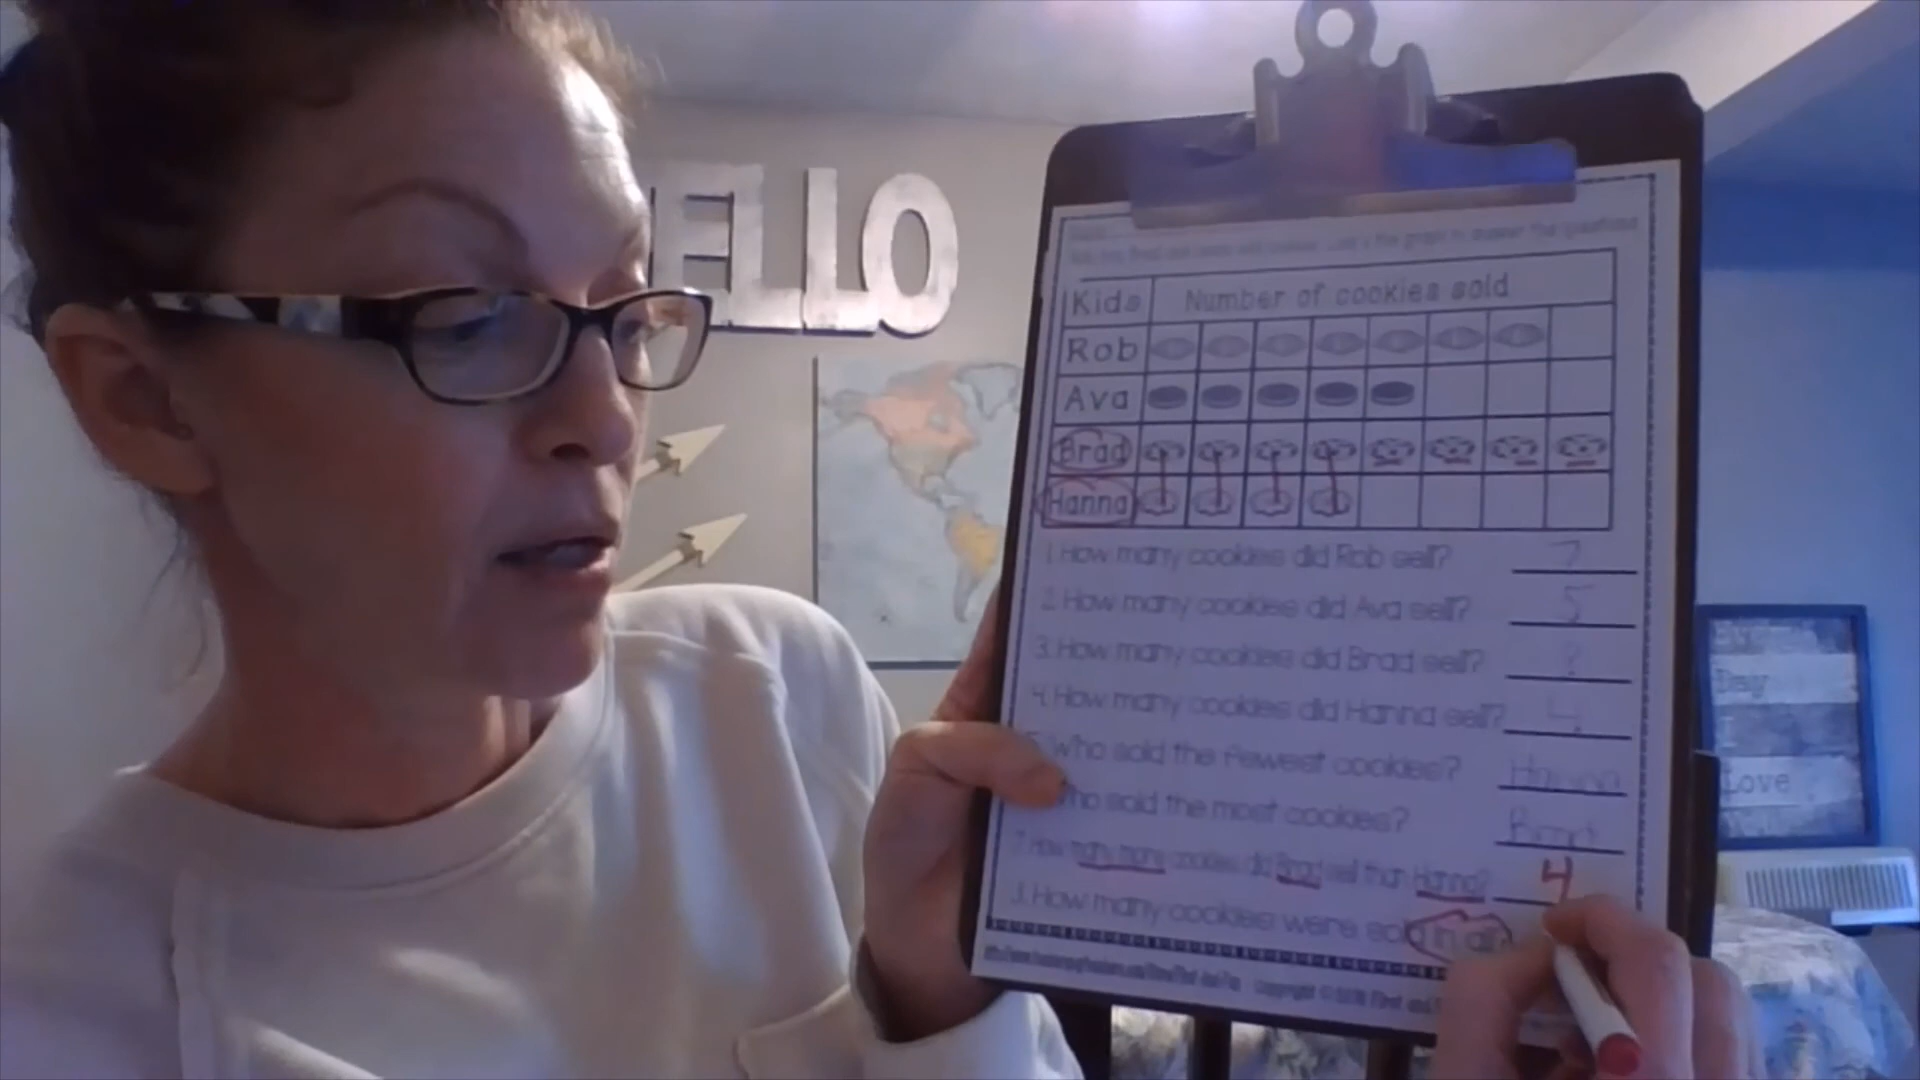 ELLO
Kids Number of cookies sold
Rob
Ava
Brad
Hanna
1. How many cookies did Rob sell? 7
2. How many cookies did Ava sell? 5
3. How many cookies did Brad sell?
4. How many cookies did Hanna sell? 4
5. Who sold the fewest cookies? Hanna
Who sold the most cookies? Brad
7. How many more cookies did Brad sell than Hanna? 4
How many cookies were sold in all
Day
Love